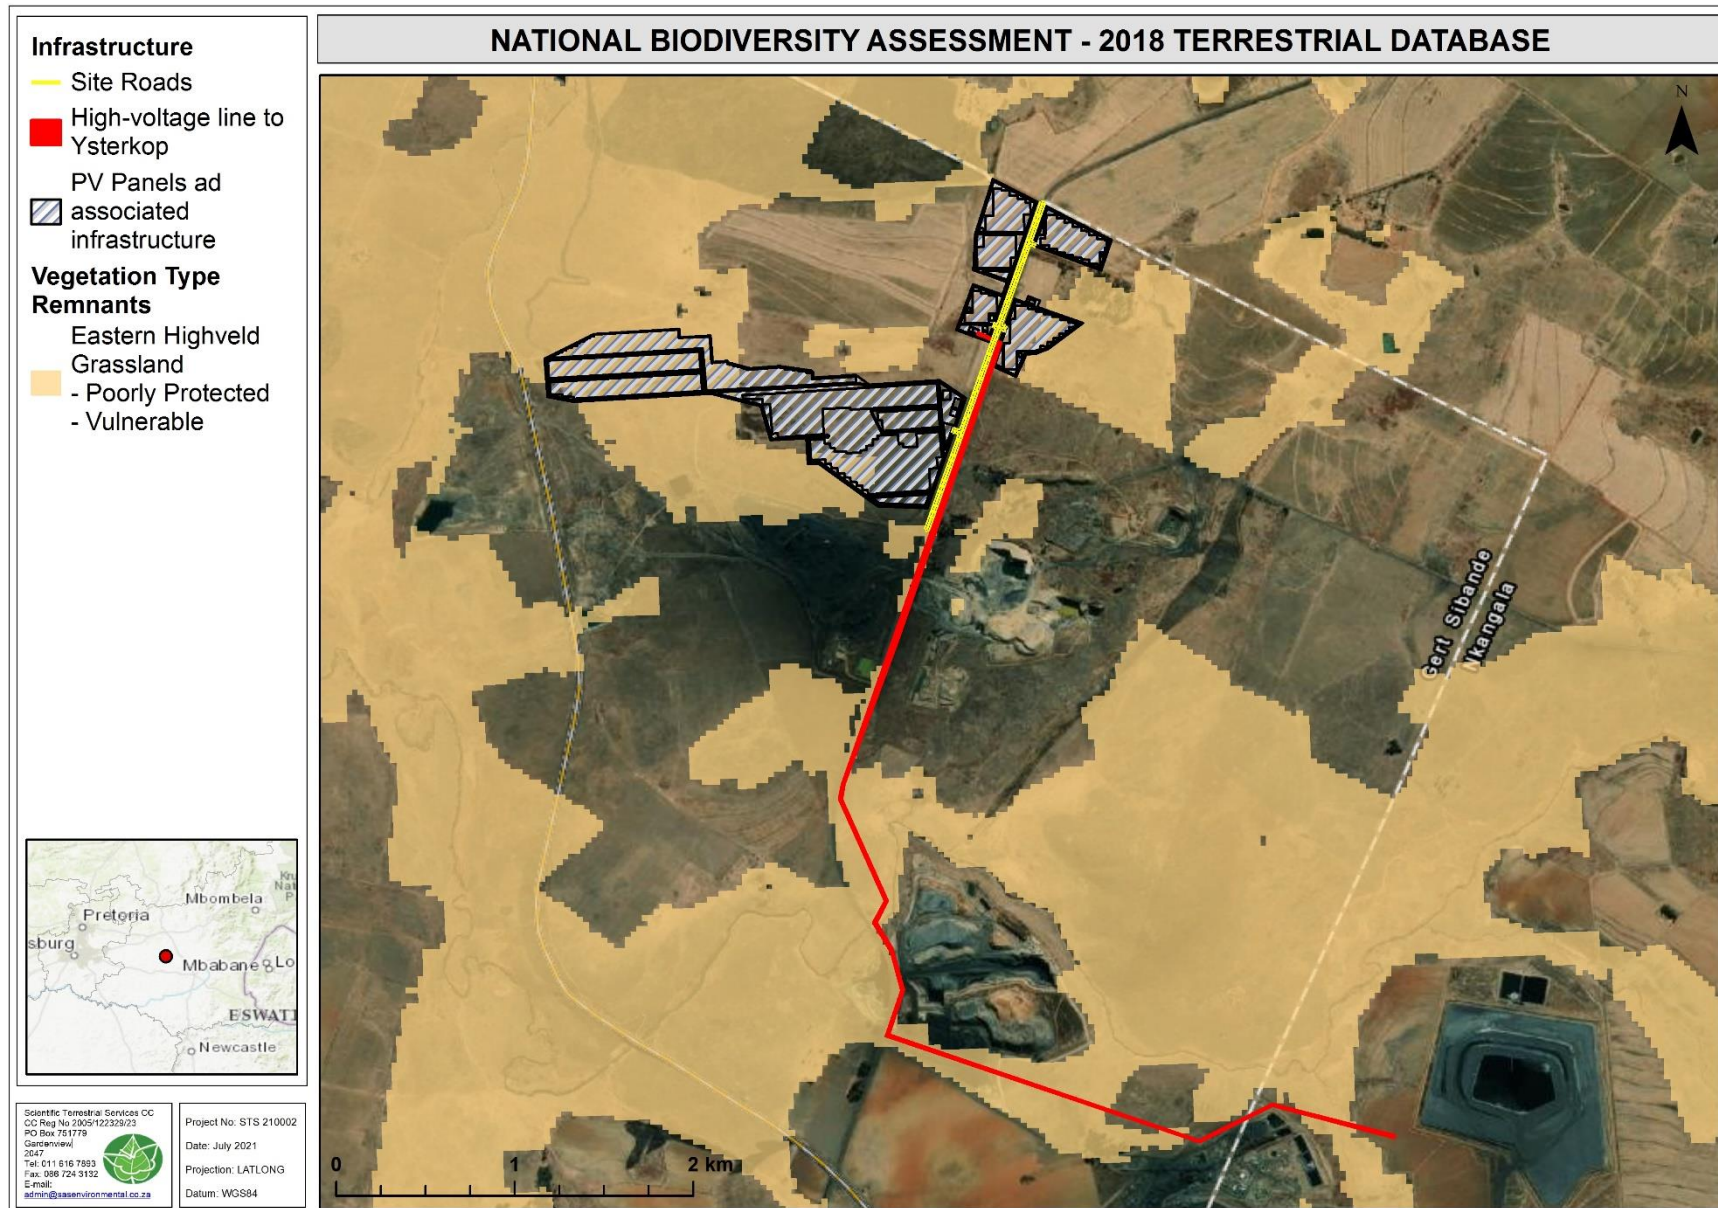 NATIONAL BIODIVERSITY ASSESSMENT - 2018 TERRESTRIAL DATABASE
Infrastructure
Site Roads
High-voltage line to
Ysterkop
PV Panels ad
associated
infrastructure
Vegetation Type
Remnants
Eastern Highveld
Grassland
- Poorly Protected
- Vulnerable
N
Gert Sibande
Nkangala
0 1 2 km
Mbombela
Pretoria
sburg
Mbabane
Lo
ESWATI
Newcastle
Kru
Nat
P
Scientific Terrestrial Services CC
CC Reg No 2005/122329/23
PO Box 751779
Gardenview
2047
Tel: 011 616 7893
Fax: 086 724 3132
E-mail:
admin@sasenvironmental.co.za
Project No: STS 210002
Date: July 2021
Projection: LATLONG
Datum: WGS84